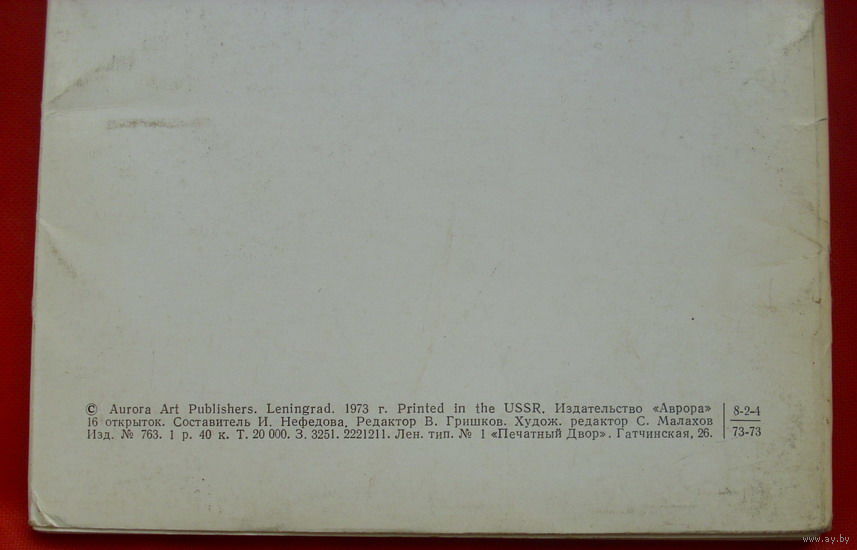 © Aurora Art Publishers. Leningrad. 1973 г. Printed in the USSR. Издательство «Аврора»
16 открыток. Составитель И. Нефедова. Редактор В. Гришков. Худож. редактор С. Малахов
Изд. № 763. 1 р. 40 к. Т. 20 000. З. 3251. 2221211. Лен. тип. № 1 «Печатный Двор». Гатчинская, 26.
8-2-4
73-73
www.ay.by